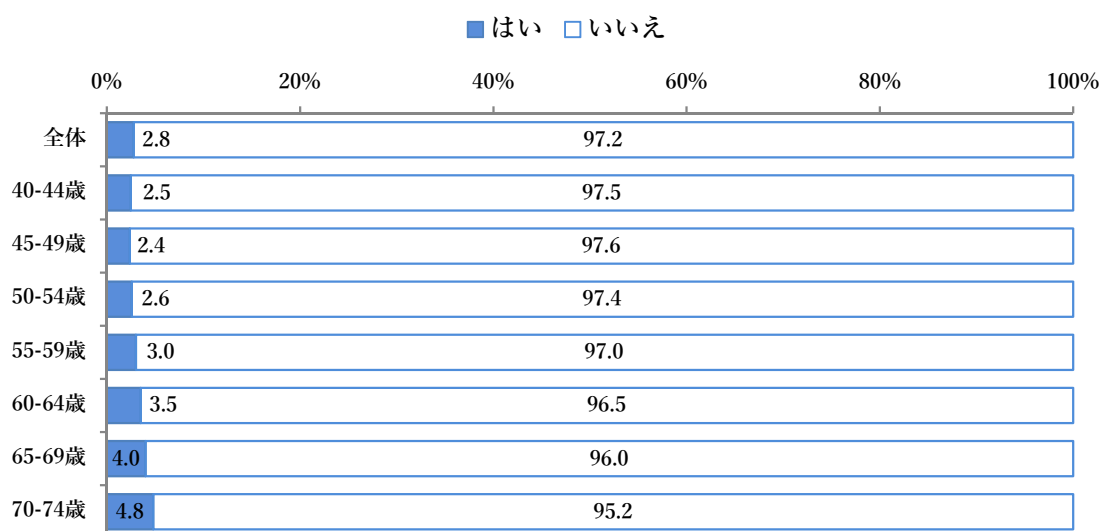 はい いいえ
0% 20% 40% 60% 80% 100%
全体 2.8 97.2
40-44歳 2.5 97.5
45-49歳 2.4 97.6
50-54歳 2.6 97.4
55-59歳 3.0 97.0
60-64歳 3.5 96.5
65-69歳 4.0 96.0
70-74歳 4.8 95.2